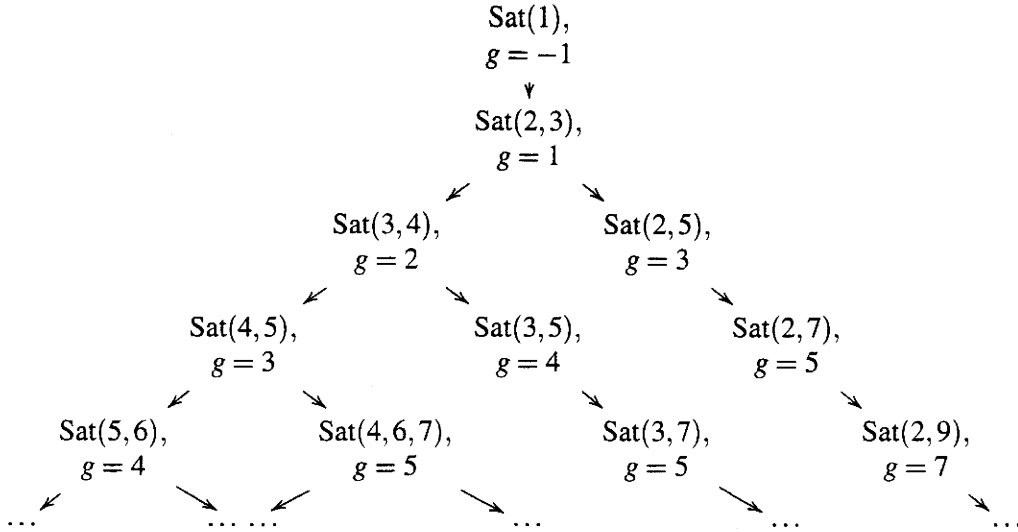 Sat(1),
g = −1
Sat(2,3),
g = 1
Sat(3,4),
g = 2
Sat(2,5),
g = 3
Sat(4,5),
g = 3
Sat(3,5),
g = 4
Sat(2,7),
g = 5
Sat(5,6),
g = 4
Sat(4,6,7),
g = 5
Sat(3,7),
g = 5
Sat(2,9),
g = 7
... ... ... ... ... ...